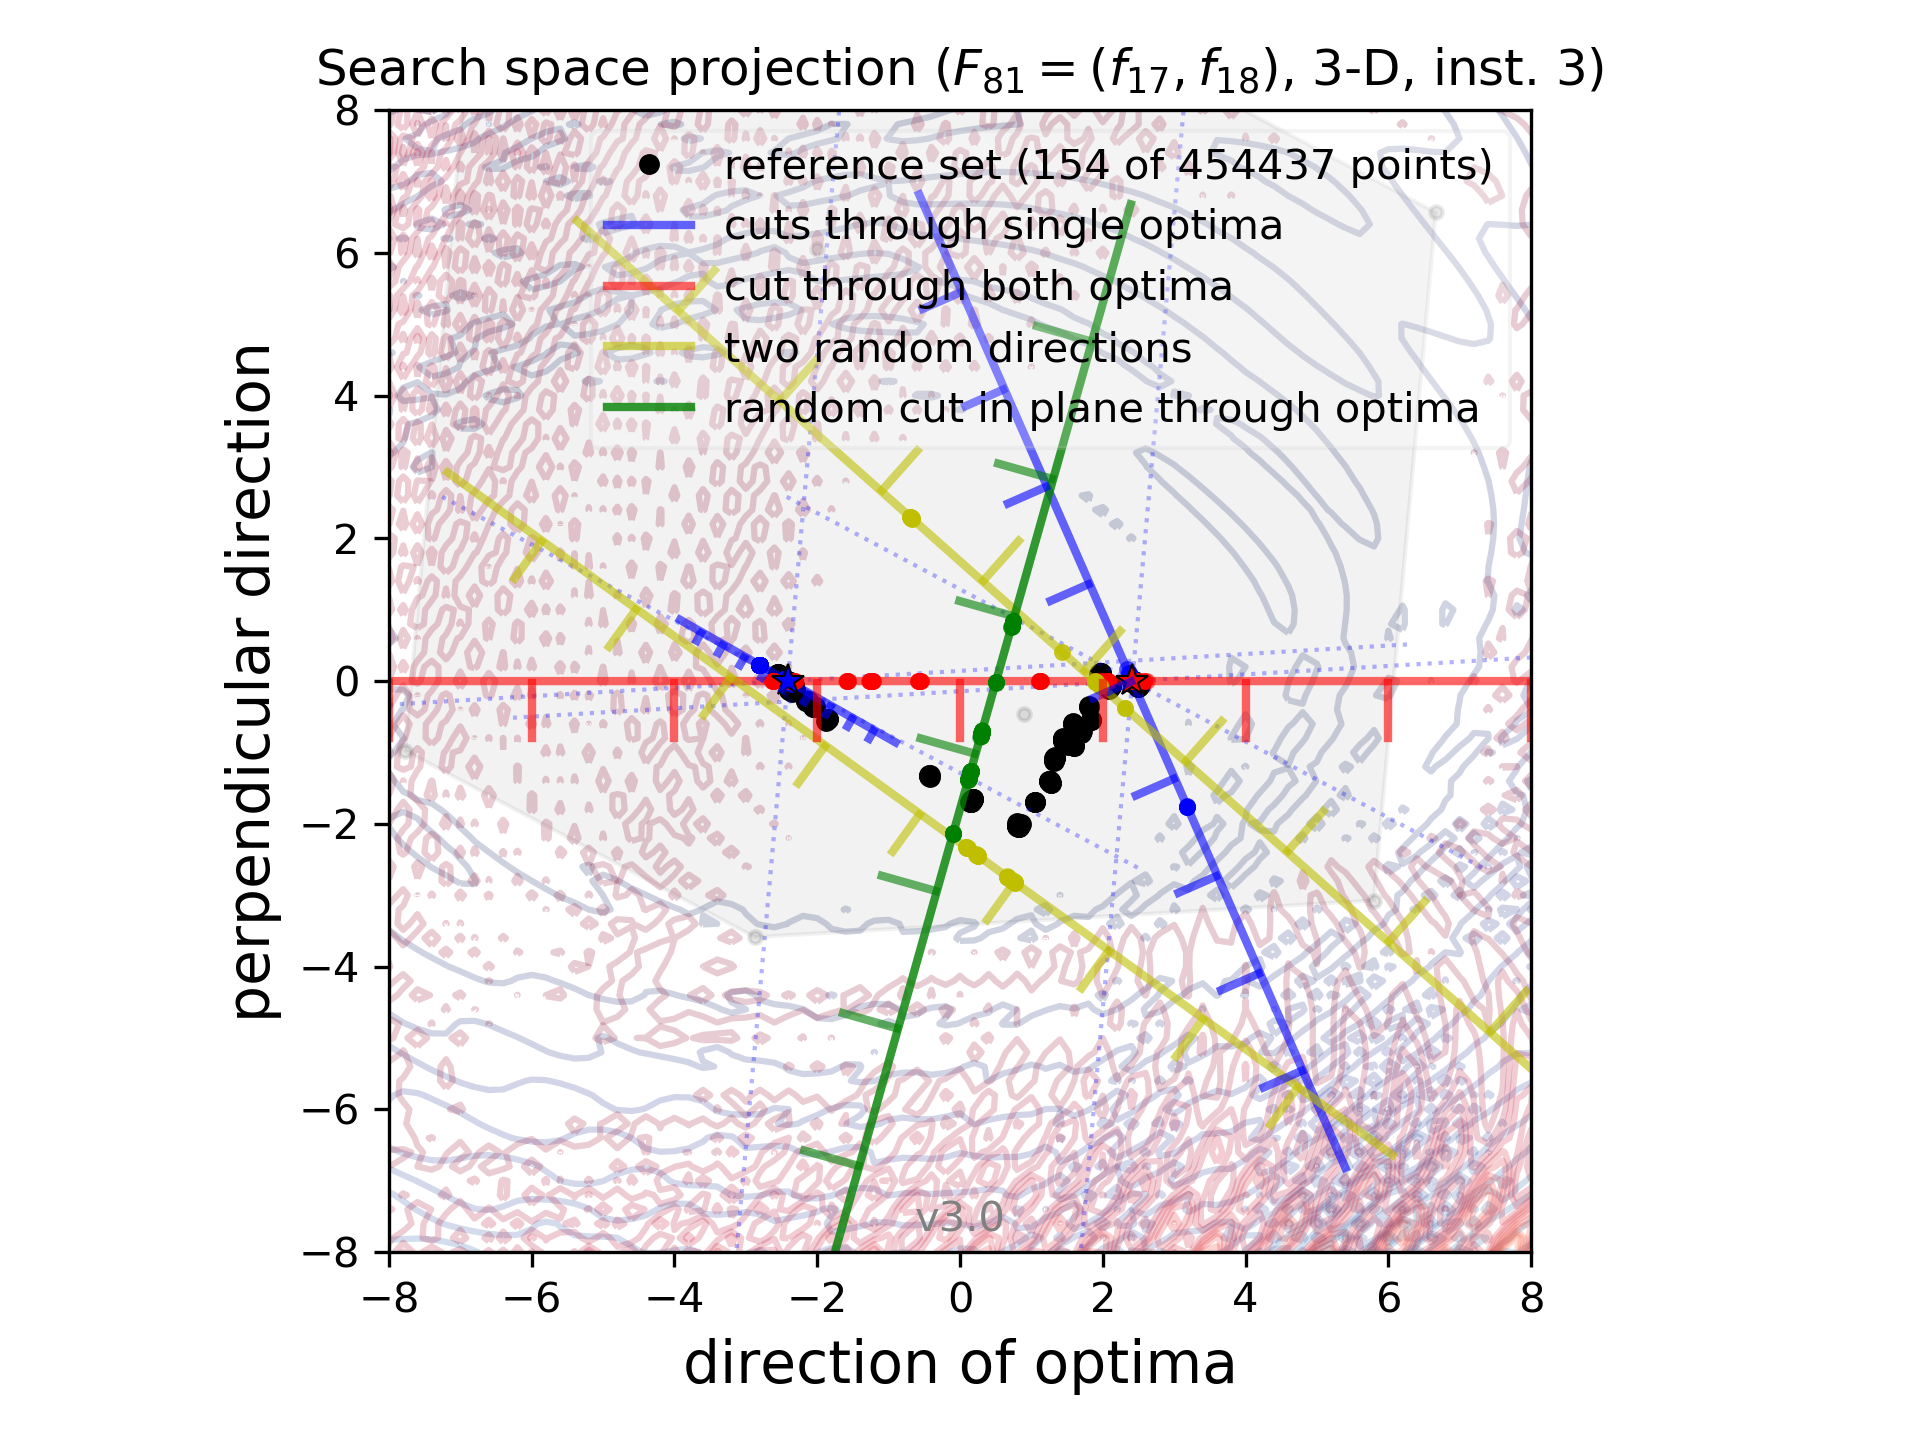 Search space projection (F₈₁ = (f₁₇, f₁₈), 3-D, inst. 3)
reference set (154 of 454437 points)
cuts through single optima
cut through both optima
two random directions
random cut in plane through optima
perpendicular direction
8
6
4
2
0
−2
−4
−6
−8
v3.0
−8 −6 −4 −2 0 2 4 6 8
direction of optima